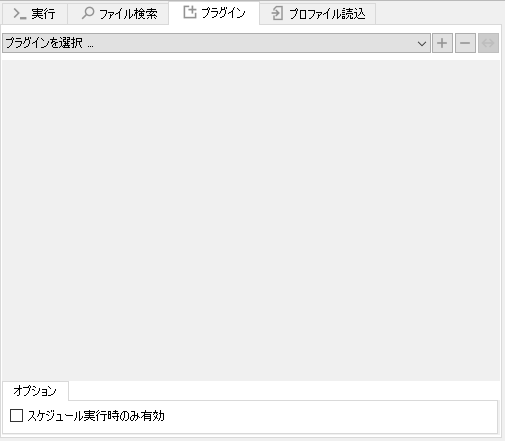 実行 ファイル検索 プラグイン プロファイル読込
プラグインを選択 ...
オプション
スケジュール実行時のみ有効